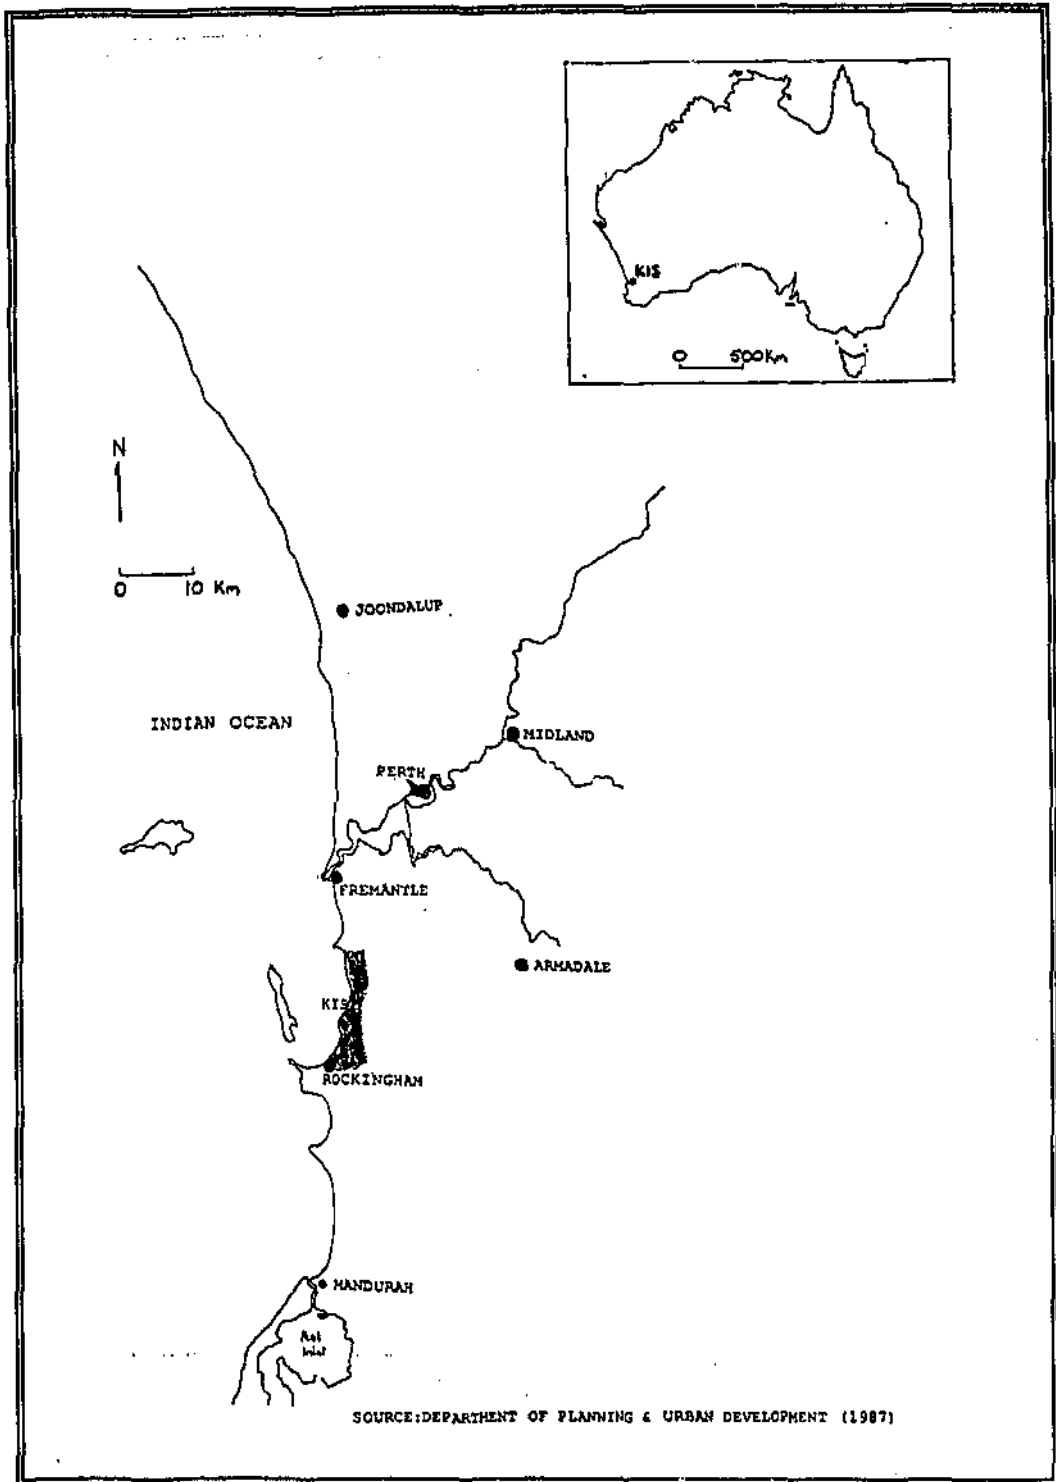 KIS
0 500Km
N
0 10 Km
JOONDALUP
INDIAN OCEAN
MIDLAND
PERTH
FREMANTLE
ARMADALE
KIS
ROCKINGHAM
MANDURAH
Inlet
SOURCE:DEPARTMENT OF PLANNING & URBAN DEVELOPMENT (1987)